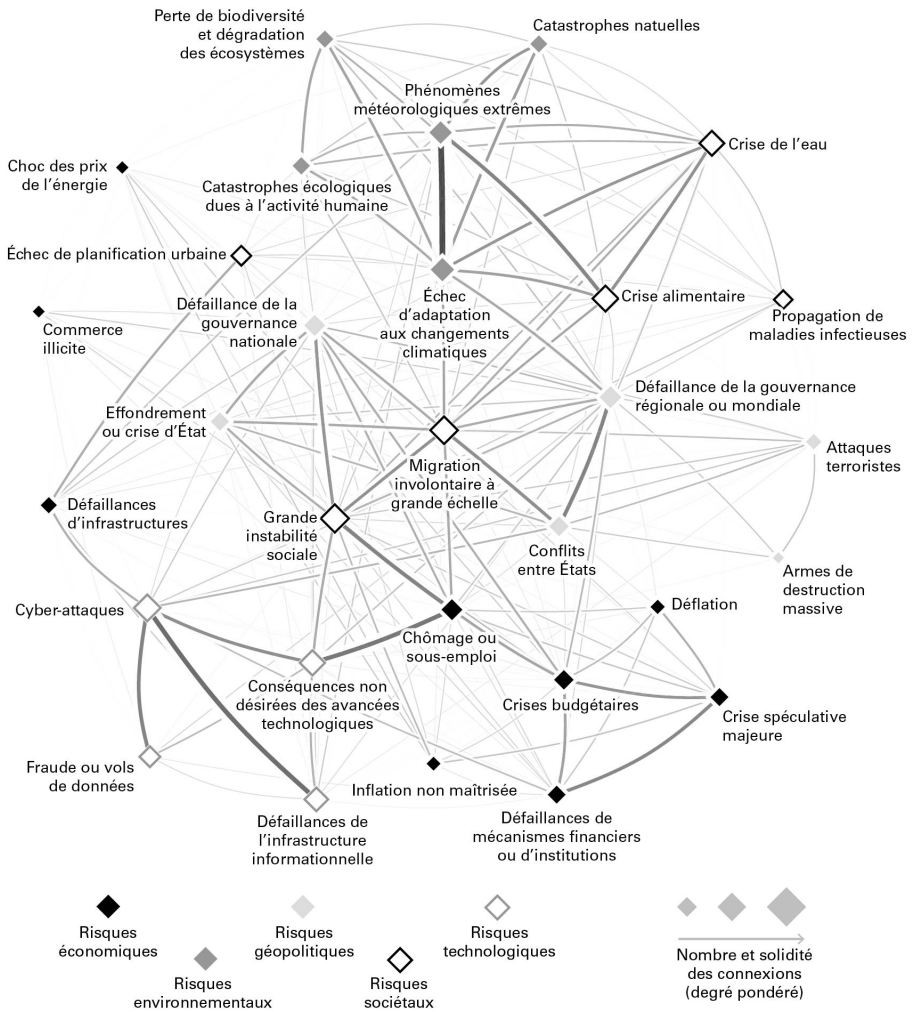 Perte de biodiversité
et dégradation
des écosystèmes
Catastrophes natuelles
Phénomènes
météorologiques extrêmes
Crise de l’eau
Choc des prix
de l’énergie
Catastrophes écologiques
dues à l’activité humaine
Échec de planification urbaine
Échec
d’adaptation
aux changements
climatiques
Crise alimentaire
Propagation de
maladies infectieuses
Commerce
illicite
Défaillance de la
gouvernance
nationale
Défaillance de la gouvernance
régionale ou mondiale
Effondrement
ou crise d’État
Attaques
terroristes
Migration
involontaire à
grande échelle
Défaillances
d’infrastructures
Grande
instabilité
sociale
Conflits
entre États
Armes de
destruction
massive
Cyber-attaques
Déflation
Chômage ou
sous-emploi
Conséquences non
désirées des avancées
technologiques
Crises budgétaires
Crise spéculative
majeure
Fraude ou vols
de données
Inflation non maîtrisée
Défaillances de
l’infrastructure
informationnelle
Défaillances de
mécanismes financiers
ou d’institutions
Risques
économiques
Risques
environnementaux
Risques
géopolitiques
Risques
sociétaux
Risques
technologiques
Nombre et solidité
des connexions
(degré pondéré)